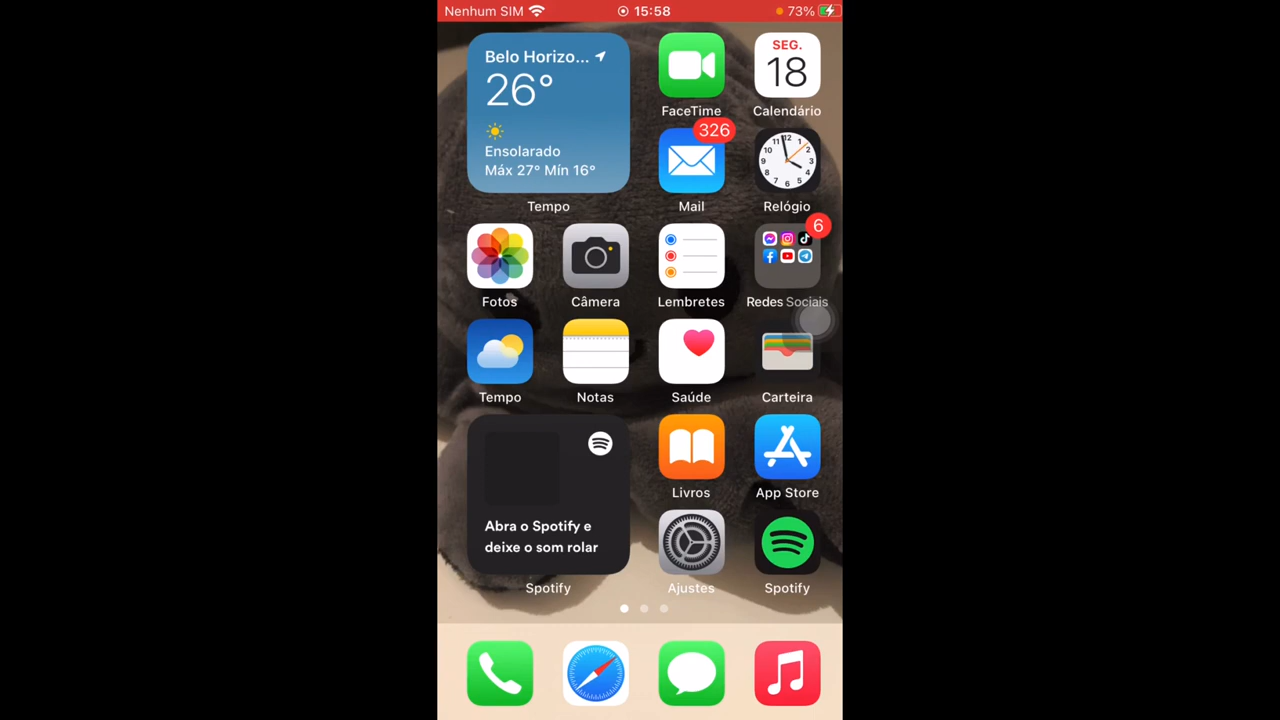 Nenhum SIM
15:58
73%
Belo Horizo...
26°
Ensolarado
Máx 27° Mín 16°
Tempo
FaceTime
SEG.
18
Calendário
326
Mail
Relógio
Fotos
Câmera
Lembretes
6
Redes Sociais
Tempo
Notas
Saúde
Carteira
Abra o Spotify e
deixe o som rolar
Spotify
Livros
App Store
Ajustes
Spotify